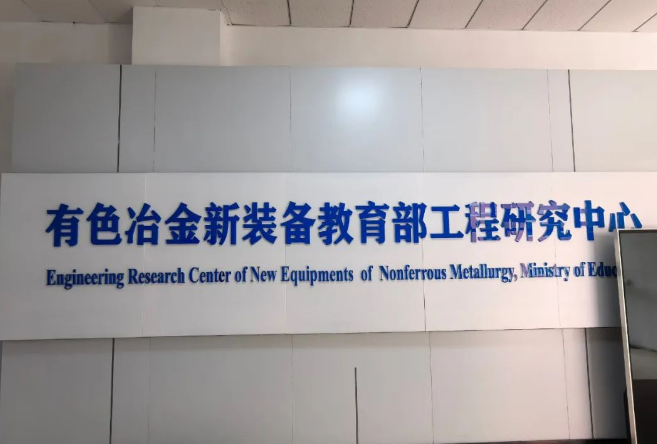 有色冶金新装备教育部工程研究中心
Engineering Research Center of New Equipments of Nonferrous Metallurgy, Ministry of Educ